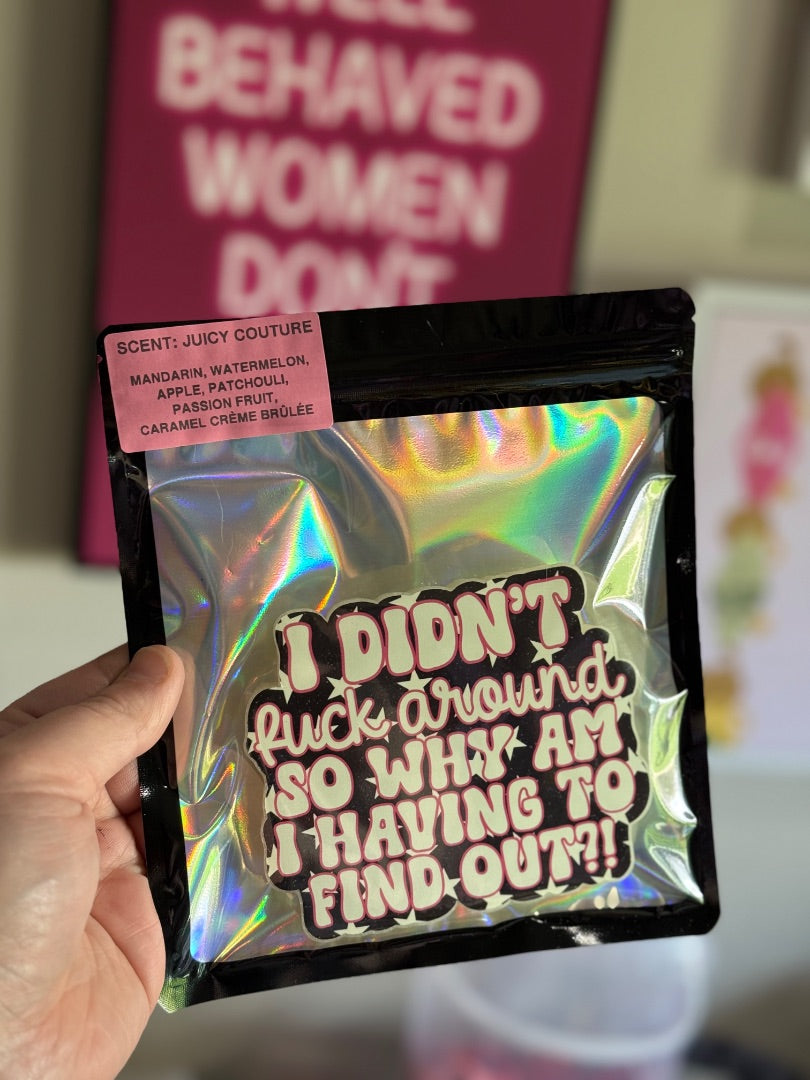 WELL
BEHAVED
WOMEN
DON'T
SCENT: JUICY COUTURE
MANDARIN, WATERMELON,
APPLE, PATCHOULI,
PASSION FRUIT,
CARAMEL CRÈME BRÛLÉE
I DIDN'T
fuck around
SO WHY AM
I HAVING TO
FIND OUT?!